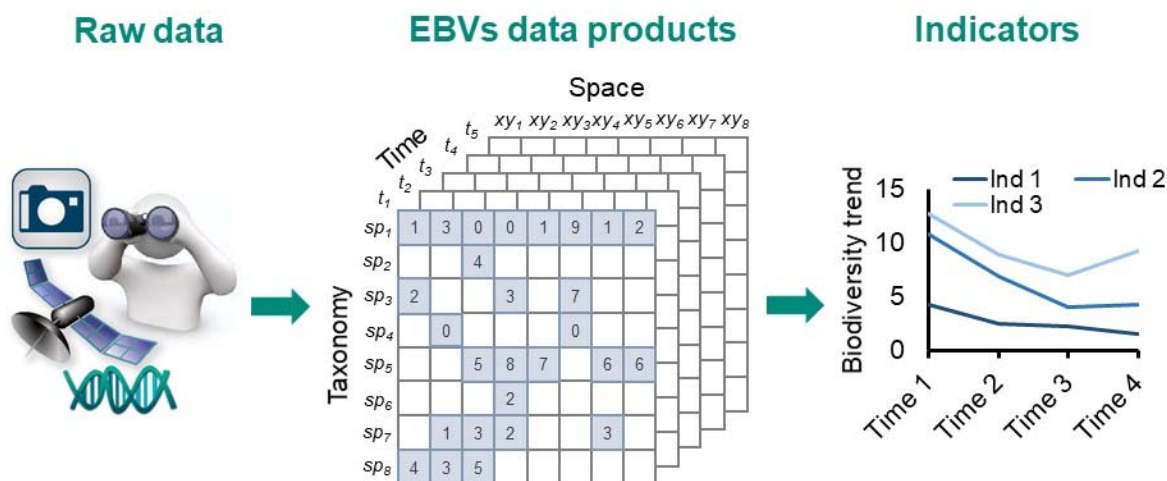 Raw data
EBVs data products
Indicators
Space
xy1 xy2 xy3 xy4 xy5 xy6 xy7 xy8
Time
t5
t4
t3
t2
t1
Taxonomy
sp1 1 3 0 0 1 9 1 2
sp2 4
sp3 2 3 7
sp4 0 0
sp5 5 8 7 6 6
sp6 2
sp7 1 3 2 3
sp8 4 3 5
Biodiversity trend
15
10
5
0
Ind 1 Ind 2
Ind 3
Time 1 Time 2 Time 3 Time 4